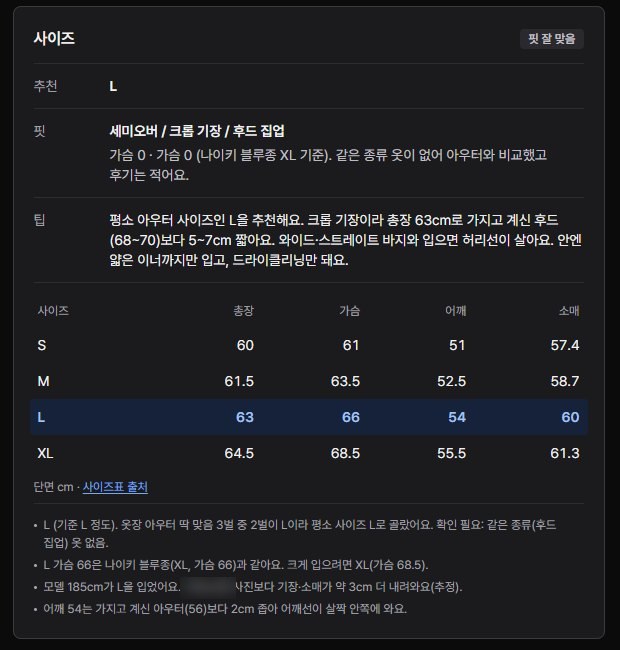 사이즈 핏 잘 맞음
추천 L
핏 세미오버 / 크롭 기장 / 후드 집업
가슴 0 · 가슴 0 (나이키 블루종 XL 기준). 같은 종류 옷이 없어 아우터와 비교했고
후기는 적어요.
팁 평소 아우터 사이즈인 L을 추천해요. 크롭 기장이라 총장 63cm로 가지고 계신 후드
(68~70)보다 5~7cm 짧아요. 와이드·스트레이트 바지와 입으면 허리선이 살아요. 안엔
얇은 이너까지만 입고, 드라이클리닝만 돼요.
사이즈 총장 가슴 어깨 소매
S 60 61 51 57.4
M 61.5 63.5 52.5 58.7
L 63 66 54 60
XL 64.5 68.5 55.5 61.3
단면 cm · 사이즈표 출처
• L (기준 L 정도). 옷장 아우터 딱 맞음 3벌 중 2벌이 L이라 평소 사이즈 L로 골랐어요. 확인 필요: 같은 종류(후드
집업) 옷 없음.
• L 가슴 66은 나이키 블루종(XL, 가슴 66)과 같아요. 크게 입으려면 XL(가슴 68.5).
• 모델 185cm가 L을 입었어요. 사진보다 기장·소매가 약 3cm 더 내려와요(추정).
• 어깨 54는 가지고 계신 아우터(56)보다 2cm 좁아 어깨선이 살짝 안쪽에 와요.